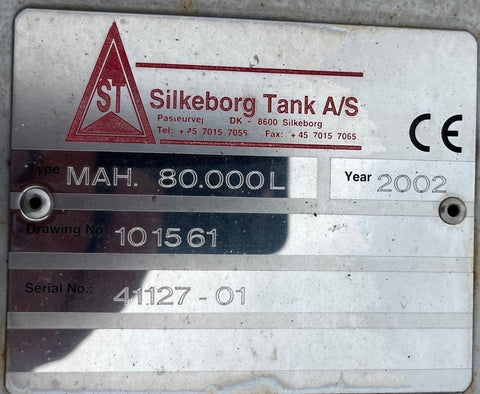 ST
Silkeborg Tank A/S
Pasteurvej DK - 8600 Silkeborg
Tel: +45 7015 7055 Fax: +45 7015 7065
CE
Type MAH. 80.000L Year 2002
Drawing No 101561
Serial No.: 41127 - 01